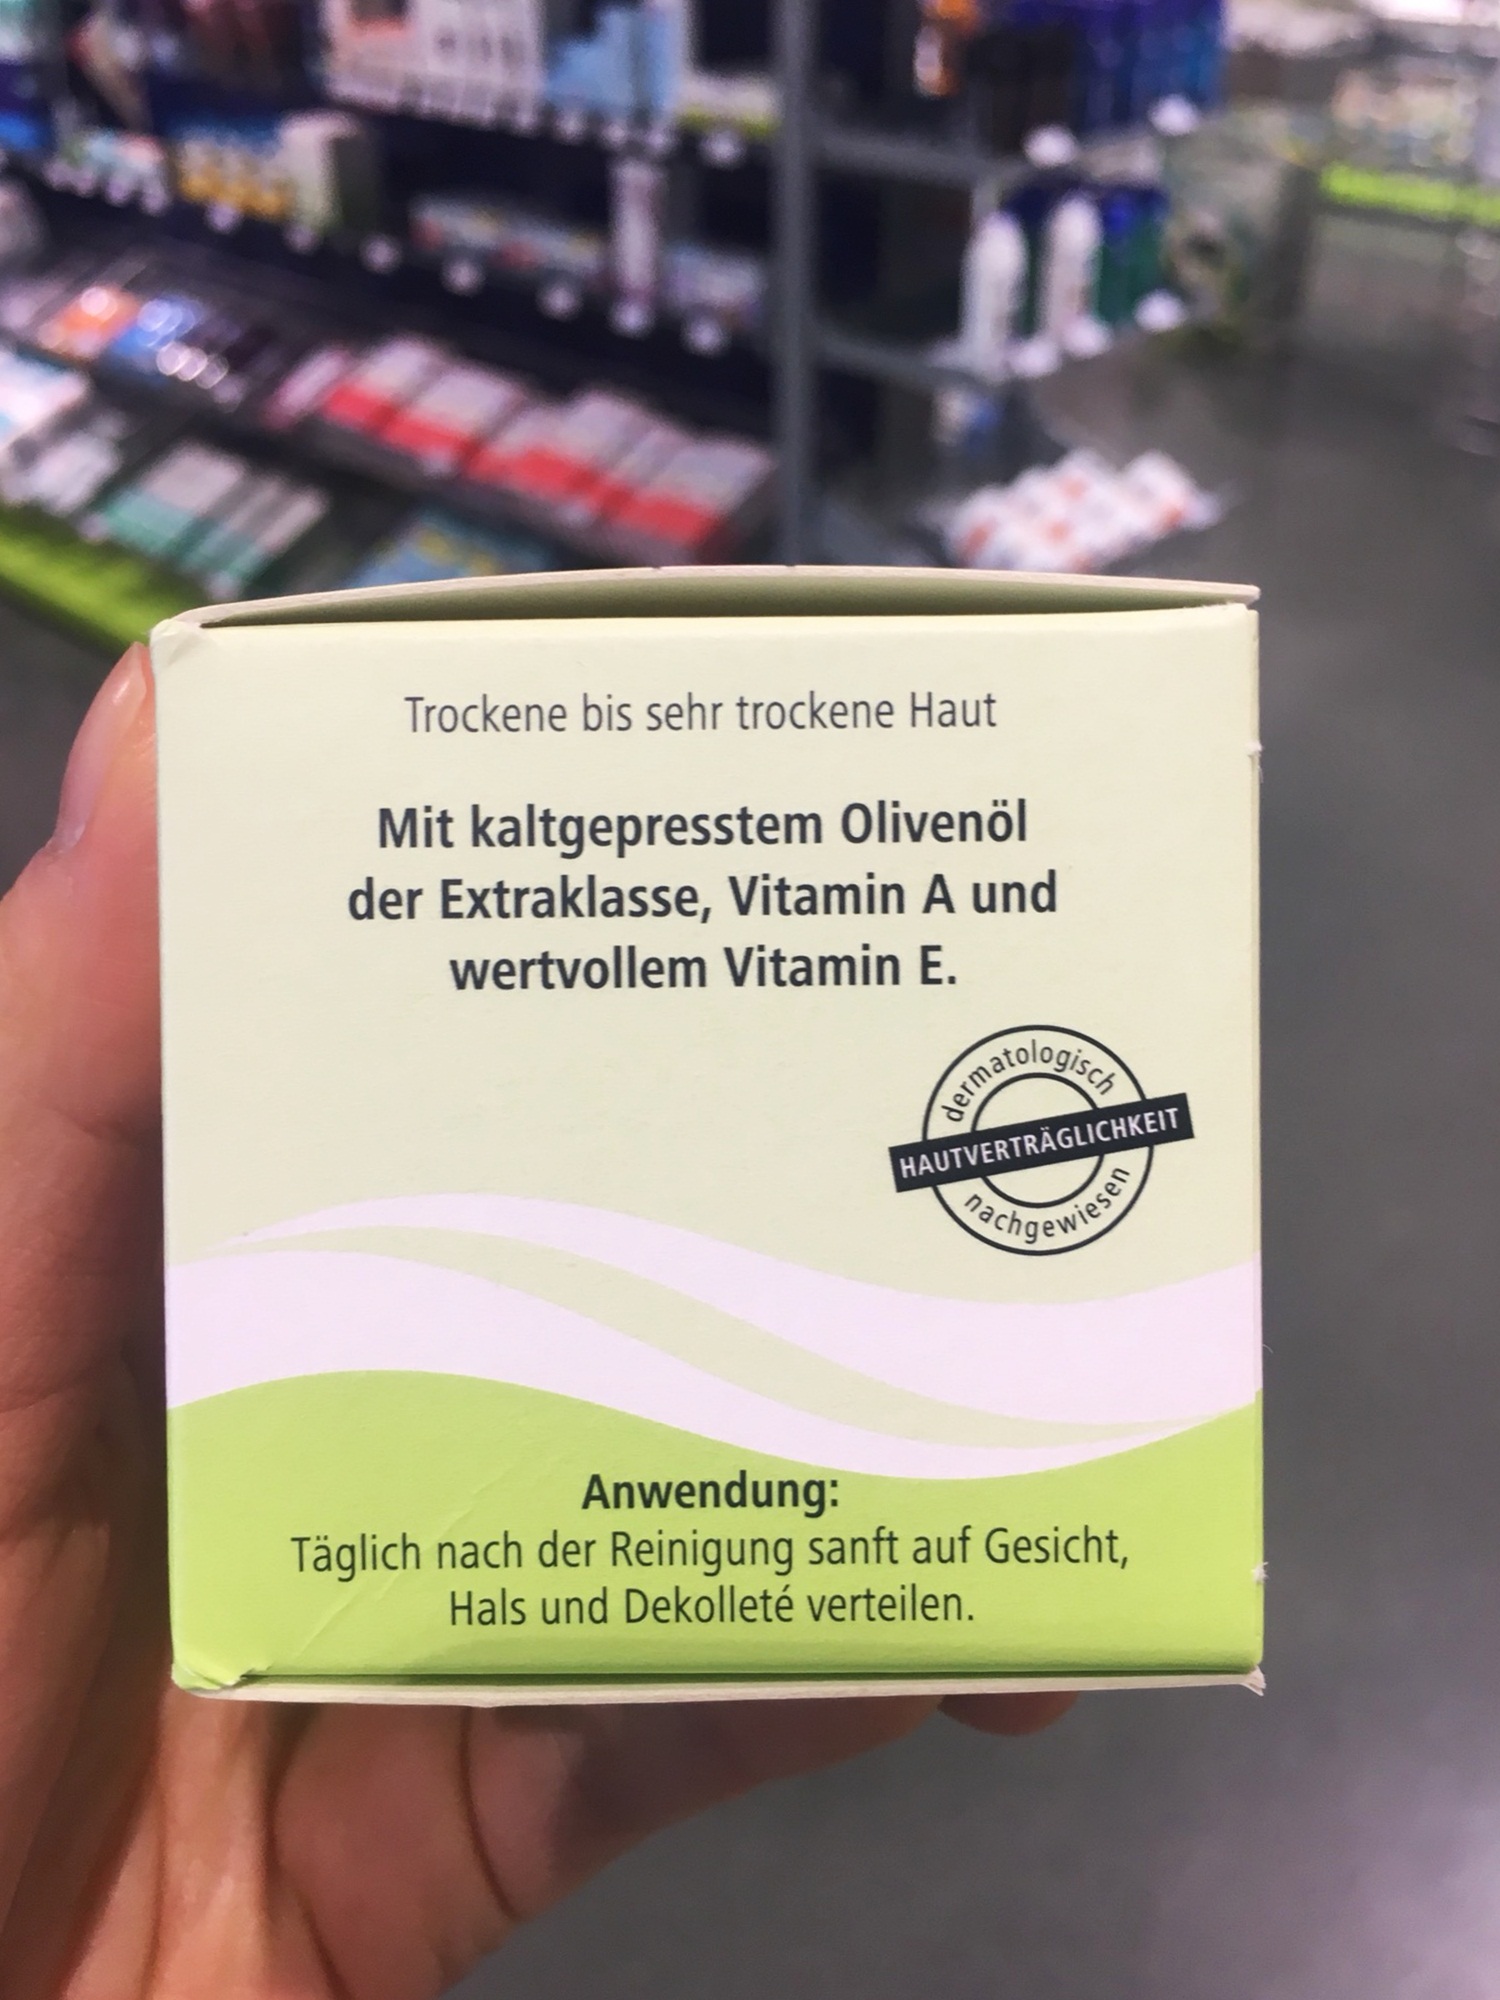 Trockene bis sehr trockene Haut
Mit kaltgepresstem Olivenöl
der Extraklasse, Vitamin A und
wertvollem Vitamin E.
dermatologisch
HAUTVERTRÄGLICHKEIT
nachgewiesen
Anwendung:
Täglich nach der Reinigung sanft auf Gesicht,
Hals und Dekolleté verteilen.